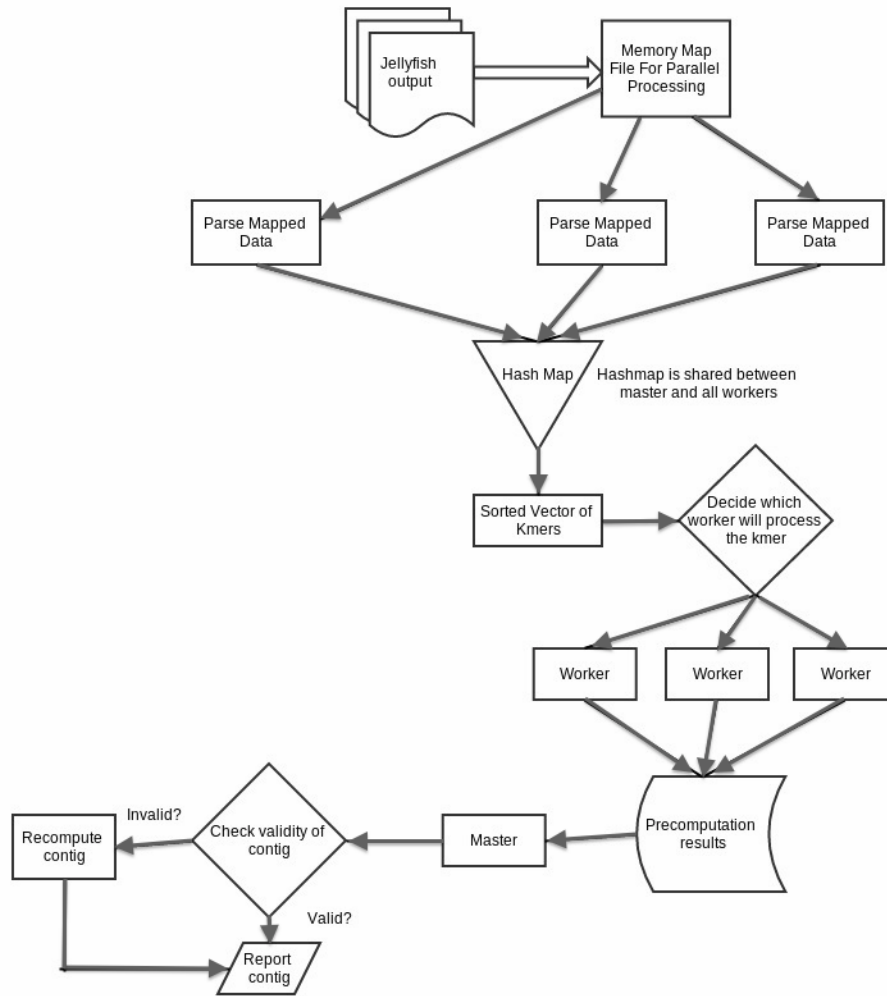 Jellyfish
output
Memory Map
File For Parallel
Processing
Parse Mapped
Data
Parse Mapped
Data
Parse Mapped
Data
Hash Map
Hashmap is shared between
master and all workers
Sorted Vector of
Kmers
Decide which
worker will process
the kmer
Worker
Worker
Worker
Precomputation
results
Master
Check validity of
contig
Invalid?
Recompute
contig
Valid?
Report
contig